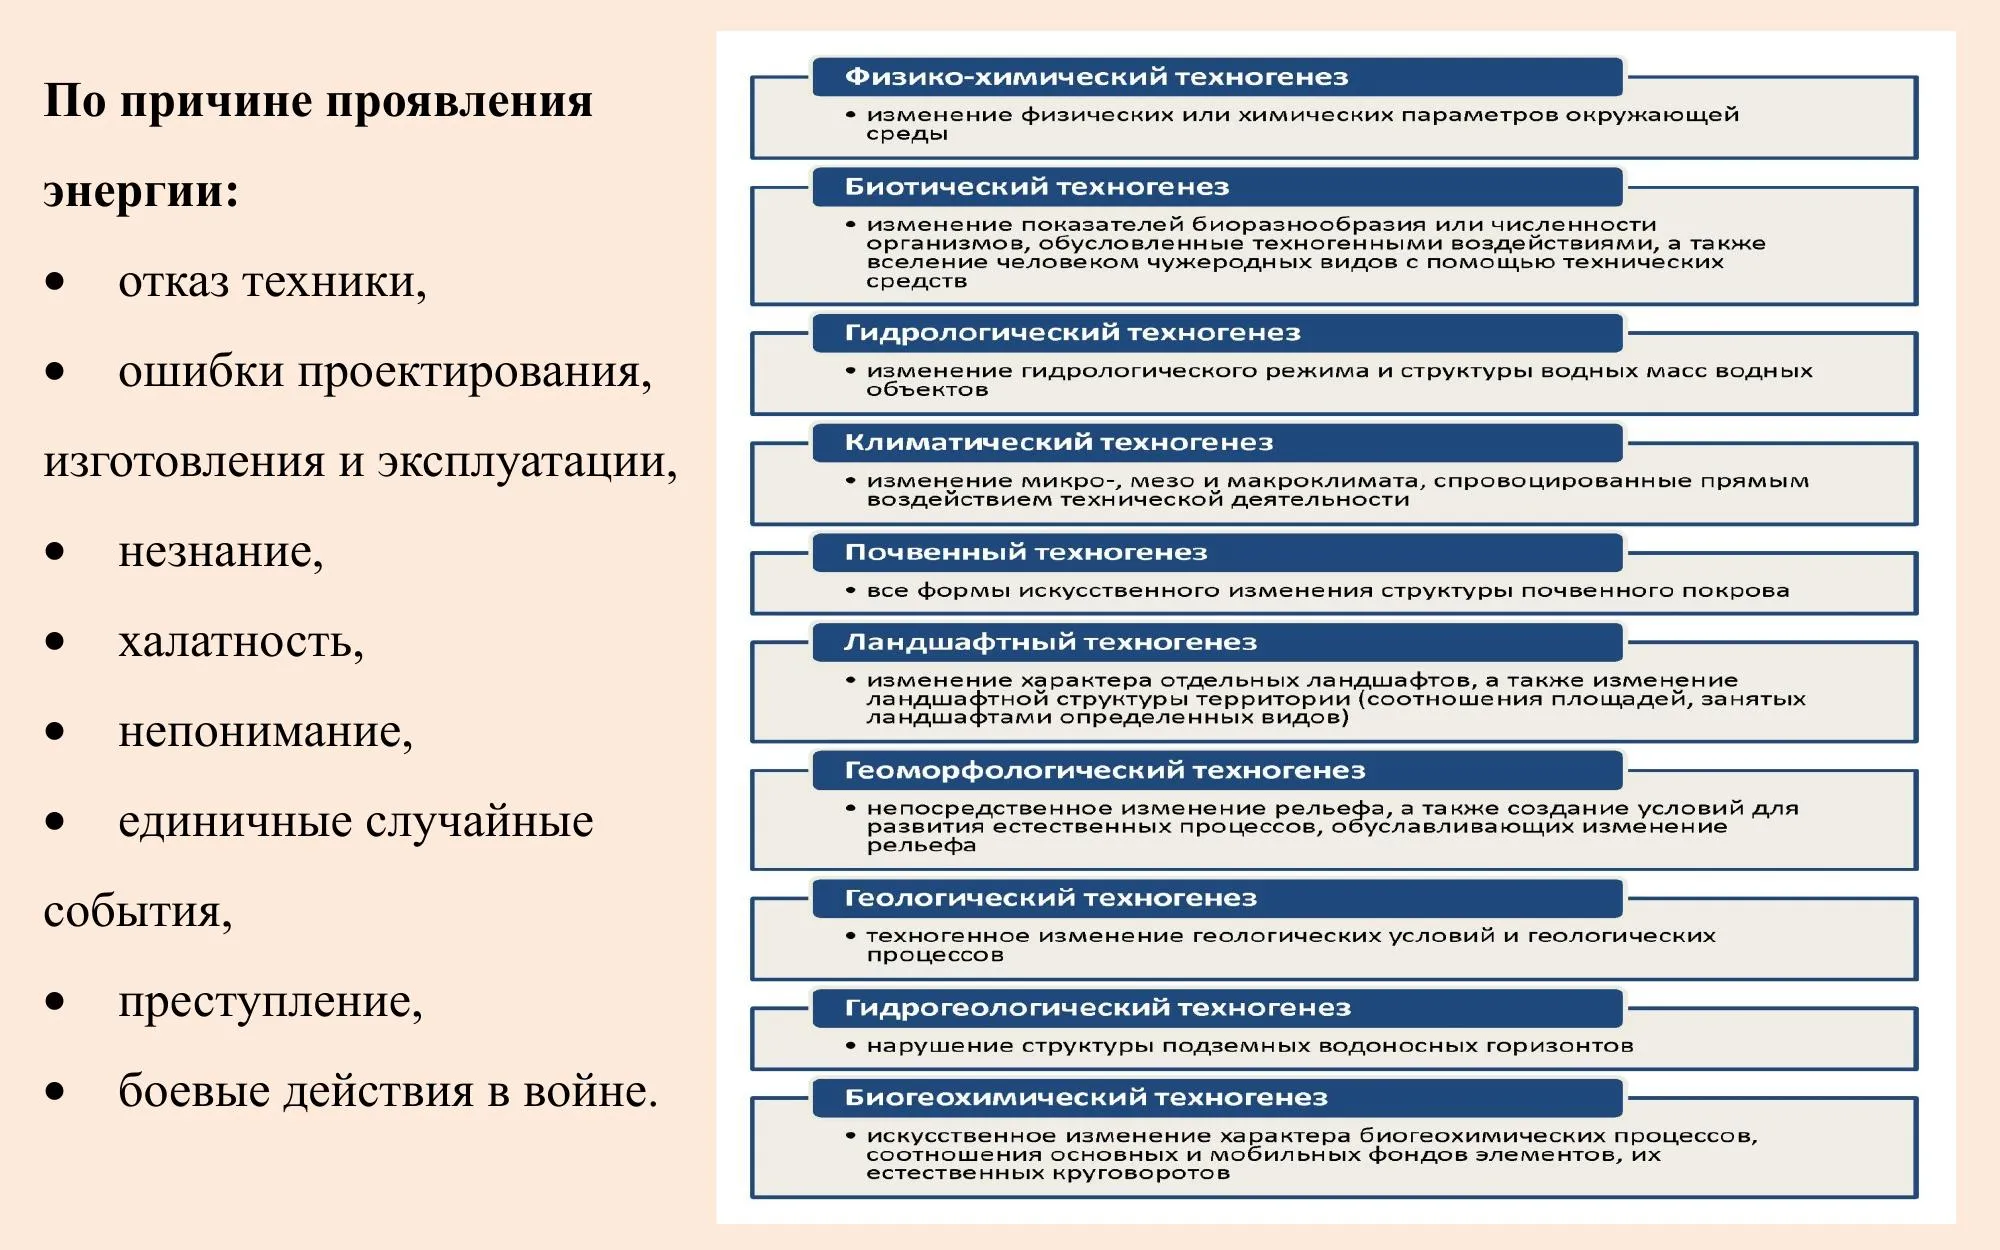 По причине проявления
энергии:
• отказ техники,
• ошибки проектирования,
изготовления и эксплуатации,
• незнание,
• халатность,
• непонимание,
• единичные случайные
события,
• преступление,
• боевые действия в войне.
Физико-химический техногенез
• изменение физических или химических параметров окружающей
среды
Биотический техногенез
• изменение показателей биоразнообразия или численности
организмов, обусловленные техногенными воздействиями, а также
вселение человеком чужеродных видов с помощью технических
средств
Гидрологический техногенез
• изменение гидрологического режима и структуры водных масс водных
объектов
Климатический техногенез
• изменение микро-, мезо и макроклимата, спровоцированные прямым
воздействием технической деятельности
Почвенный техногенез
• все формы искусственного изменения структуры почвенного покрова
Ландшафтный техногенез
• изменение характера отдельных ландшафтов, а также изменение
ландшафтной структуры территории (соотношения площадей, занятых
ландшафтами определенных видов)
Геоморфологический техногенез
• непосредственное изменение рельефа, а также создание условий для
развития естественных процессов, обуславливающих изменение
рельефа
Геологический техногенез
• техногенное изменение геологических условий и геологических
процессов
Гидрогеологический техногенез
• нарушение структуры подземных водоносных горизонтов
Биогеохимический техногенез
• искусственное изменение характера биогеохимических процессов,
соотношения основных и мобильных фондов элементов, их
естественных круговоротов